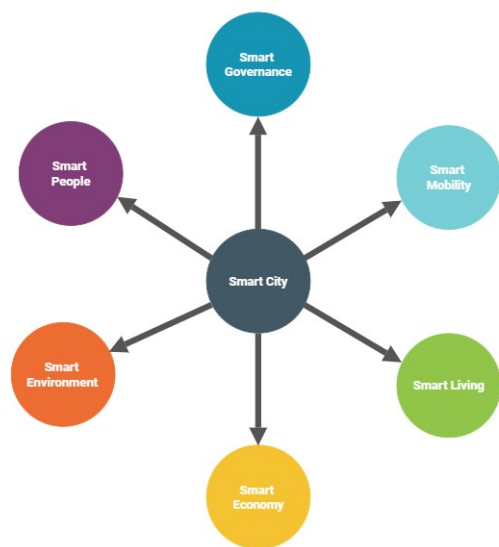 Smart
Governance
Smart
People
Smart
Mobility
Smart City
Smart
Environment
Smart Living
Smart
Economy